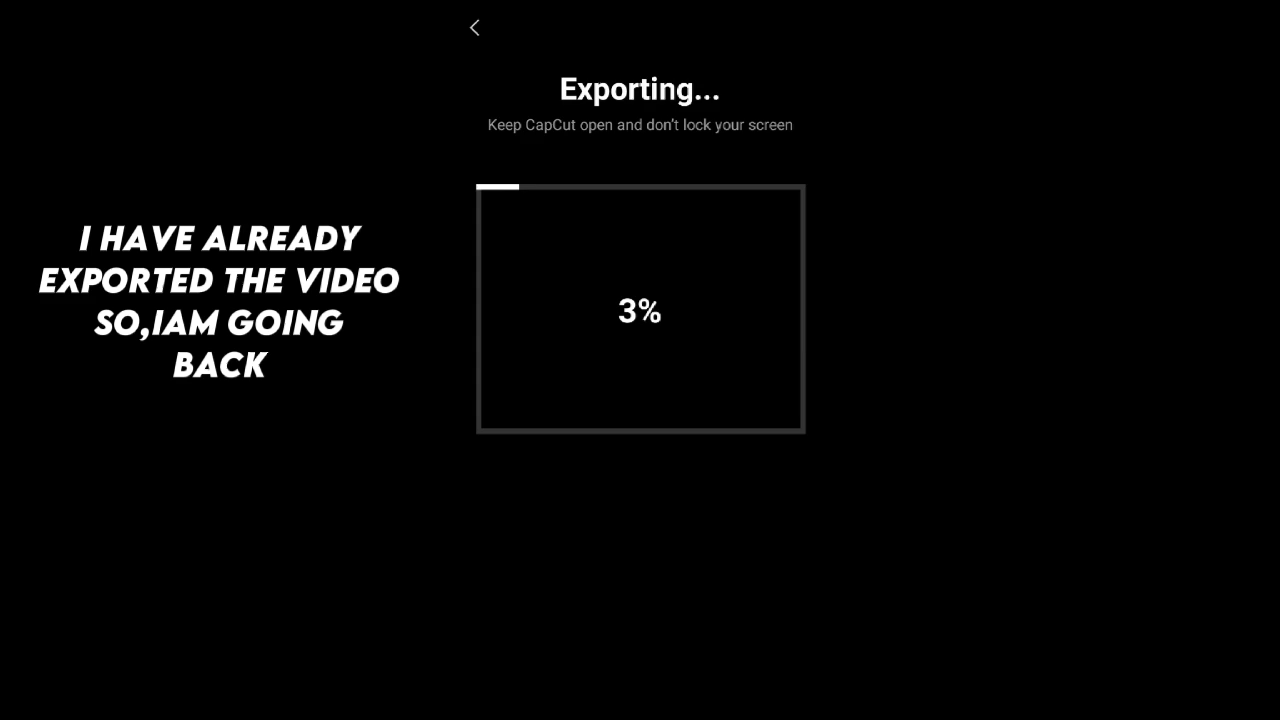 Exporting...
Keep CapCut open and don't lock your screen
I HAVE ALREADY
EXPORTED THE VIDEO
SO,IAM GOING
BACK
3%